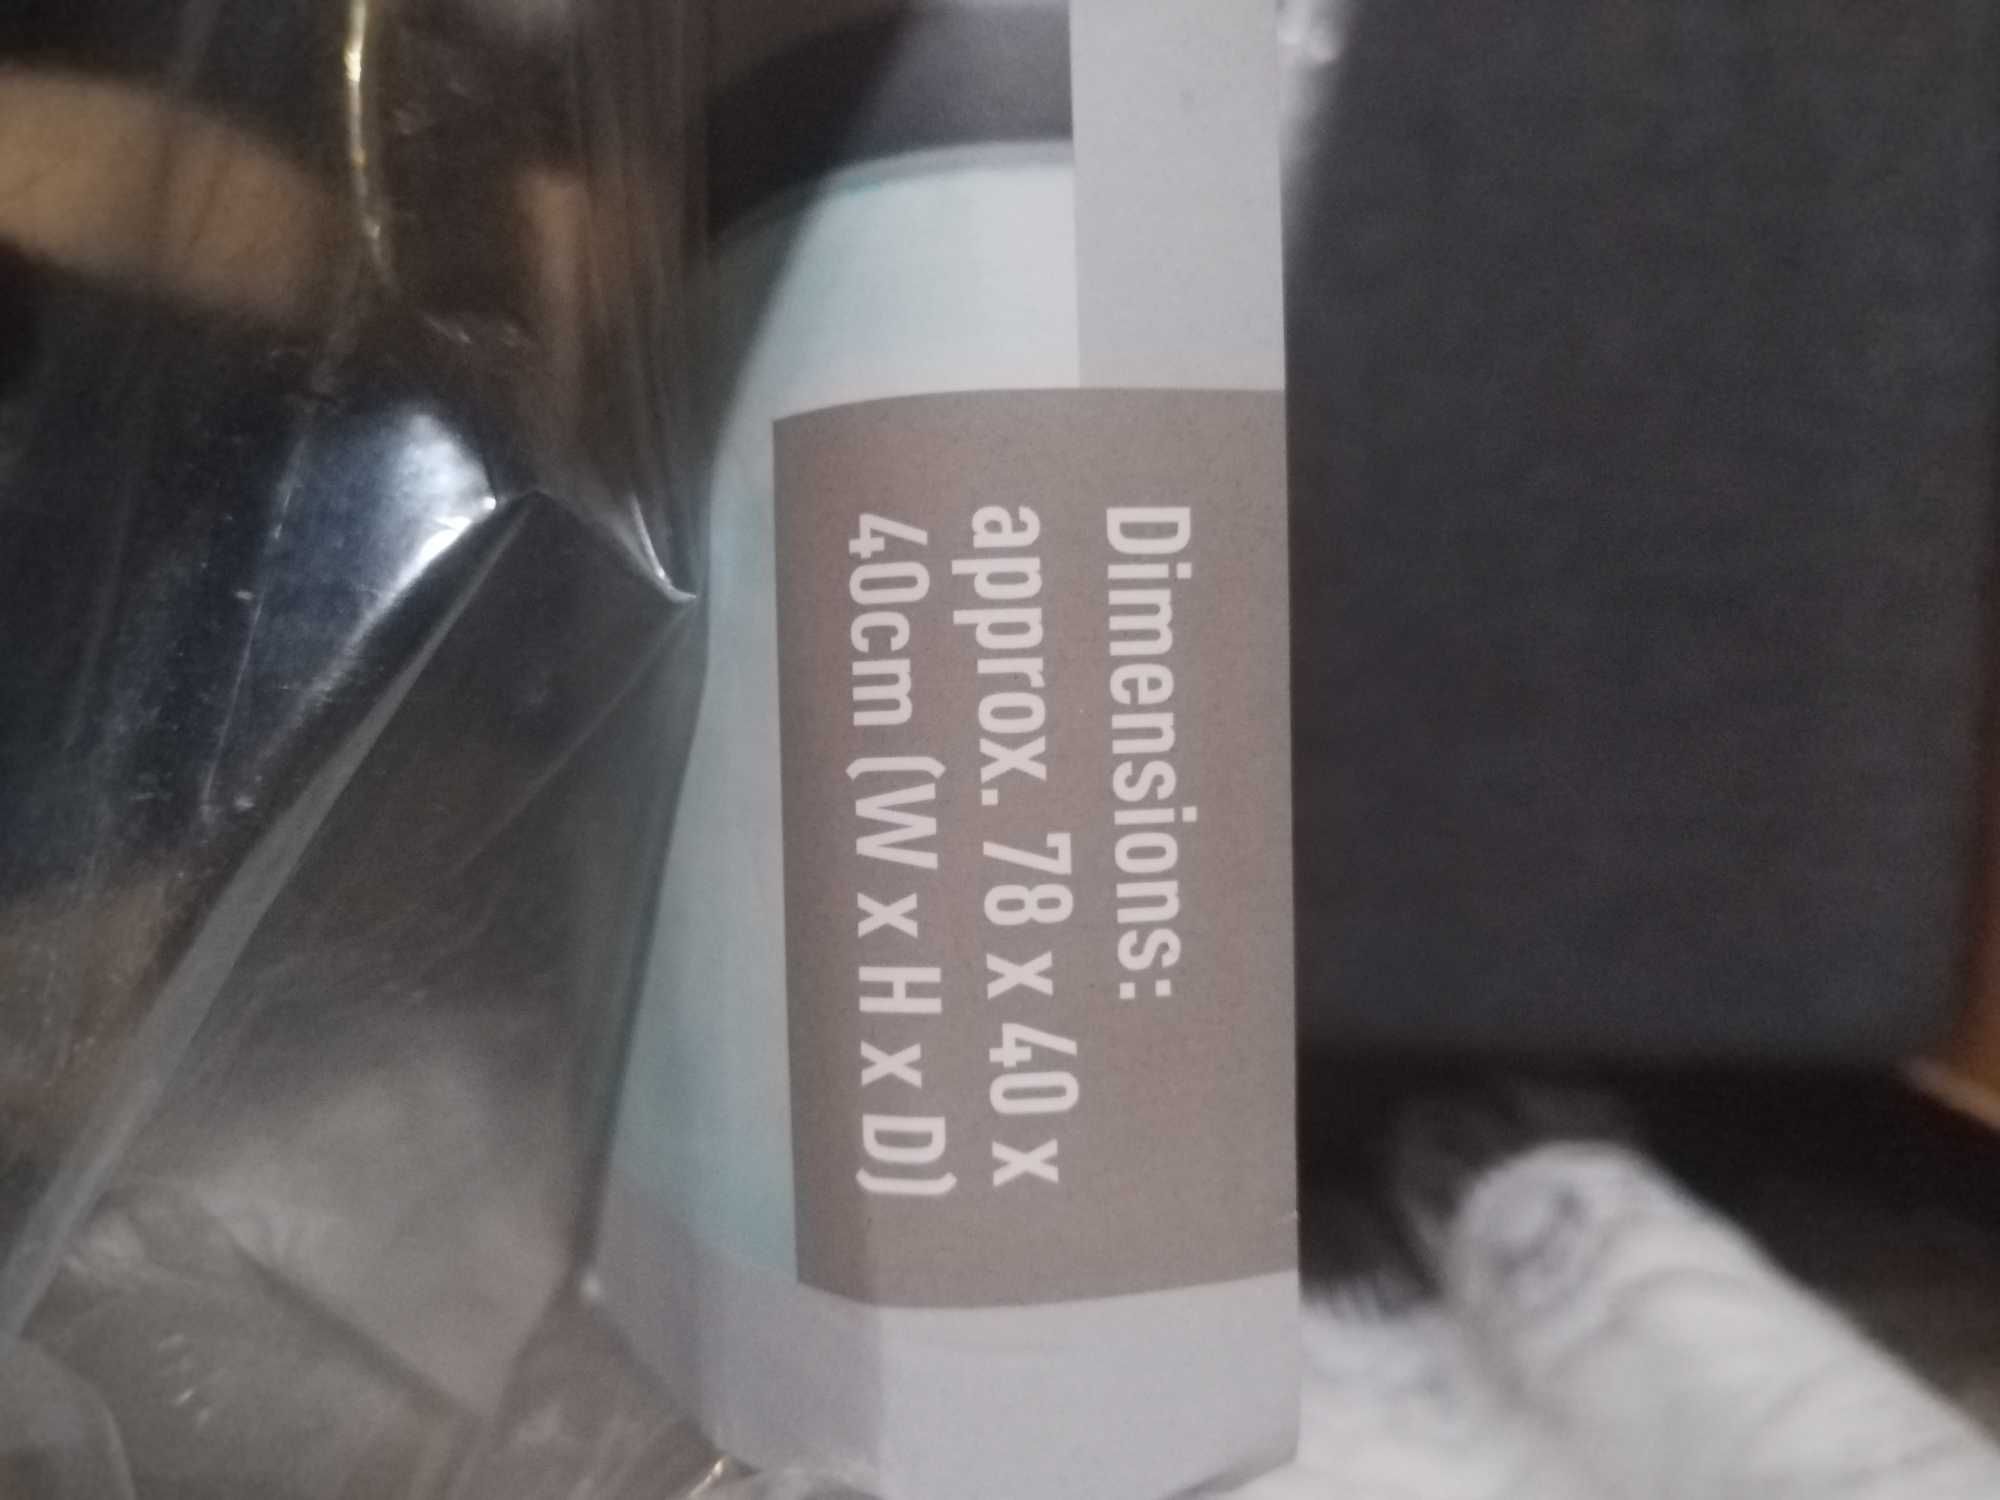 Dimensions:
approx. 78 x 40 x
40cm (W x H x D)